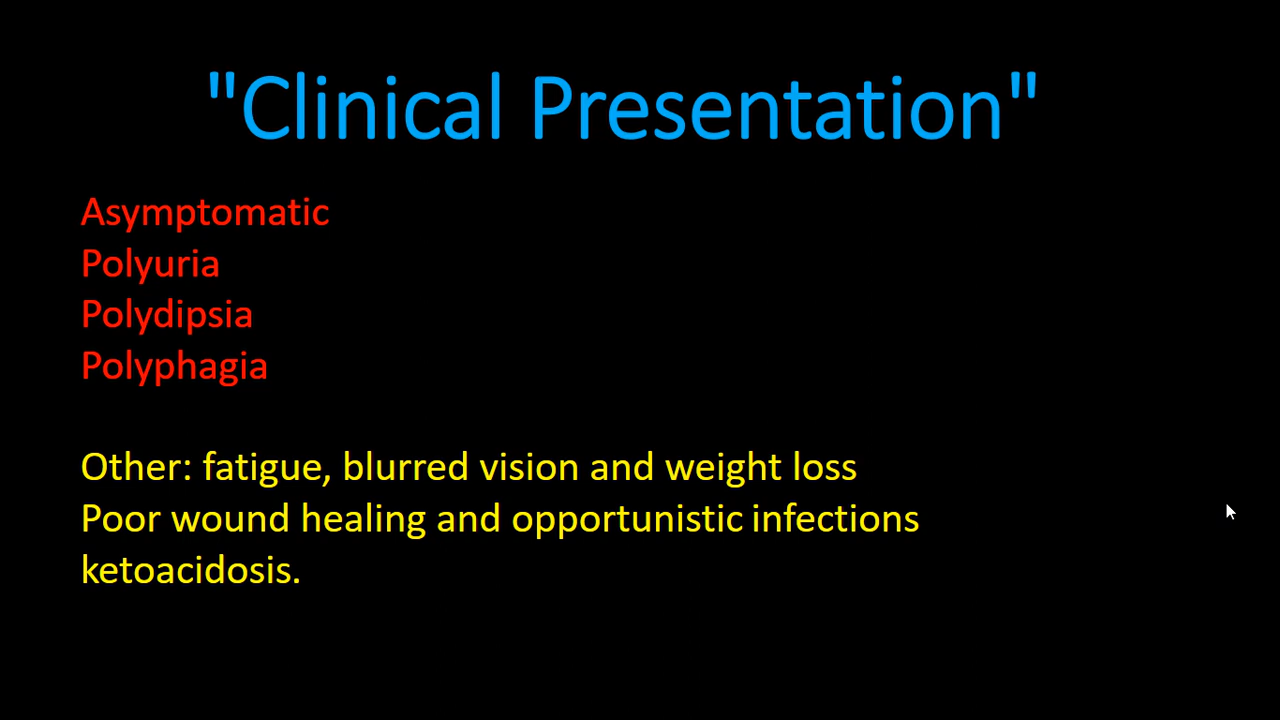 "Clinical Presentation"
Asymptomatic
Polyuria
Polydipsia
Polyphagia
Other: fatigue, blurred vision and weight loss
Poor wound healing and opportunistic infections
ketoacidosis.